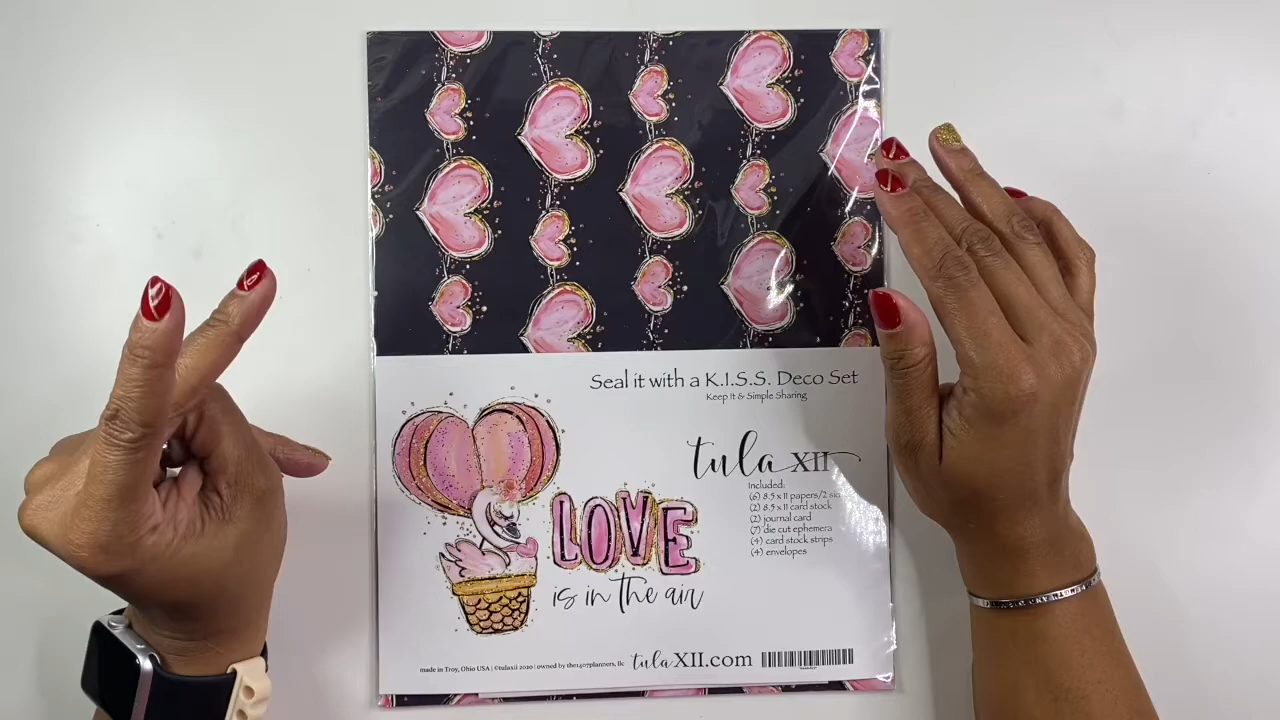 Seal it with a K.I.S.S. Deco Set
Keep It & Simple Sharing
tula XII
Included:
(6) 8.5 x 11 papers/2
(2) 8.5 x 11 card stock
(2) journal card
(7) die cut ephemera
(4) card stock strips
(4) envelopes
LOVE
is in the air
made in Troy, Ohio USA | ©tulaxii 2020 | owned by the1407planners, llc
tulaXII.com